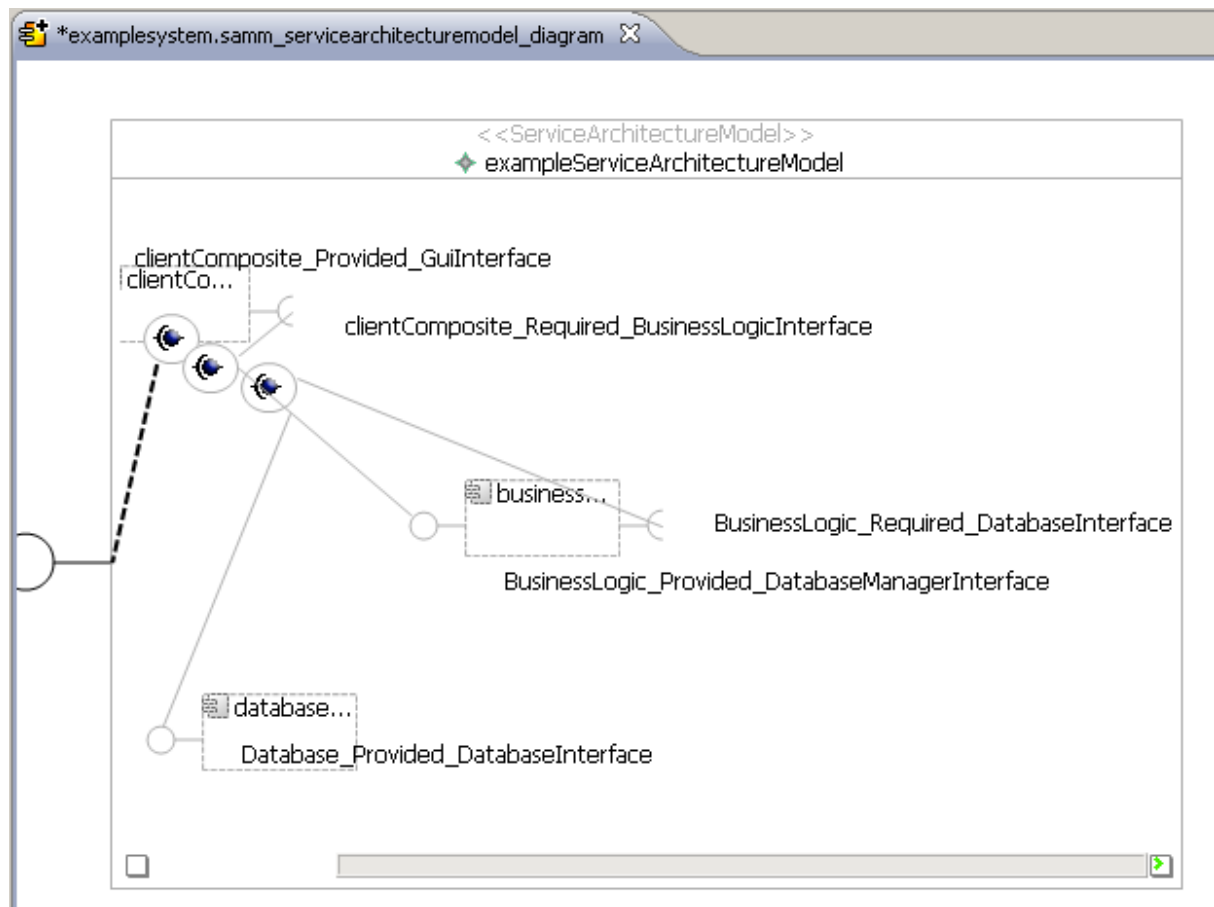 *examplesystem.samm_servicearchitecturemodel_diagram
<<ServiceArchitectureModel>>
exampleServiceArchitectureModel
clientComposite_Provided_GuiInterface
clientCo...
clientComposite_Required_BusinessLogicInterface
business...
BusinessLogic_Required_DatabaseInterface
BusinessLogic_Provided_DatabaseManagerInterface
database...
Database_Provided_DatabaseInterface